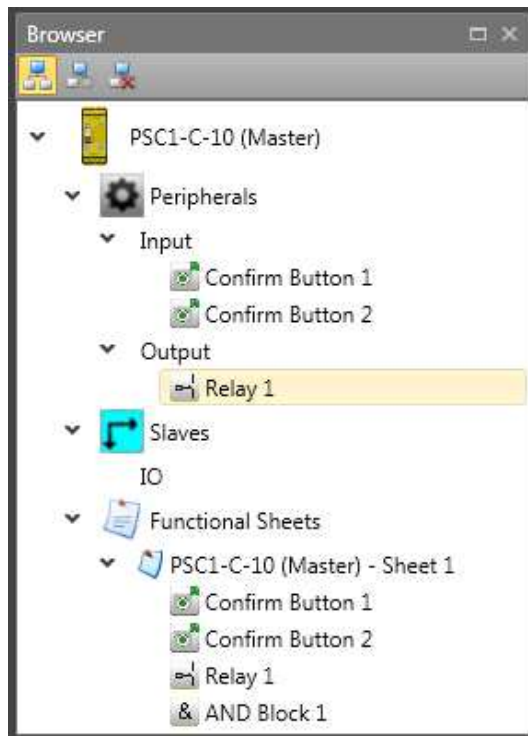 Browser
PSC1-C-10 (Master)
Peripherals
Input
Confirm Button 1
Confirm Button 2
Output
Relay 1
Slaves
IO
Functional Sheets
PSC1-C-10 (Master) - Sheet 1
Confirm Button 1
Confirm Button 2
Relay 1
& AND Block 1